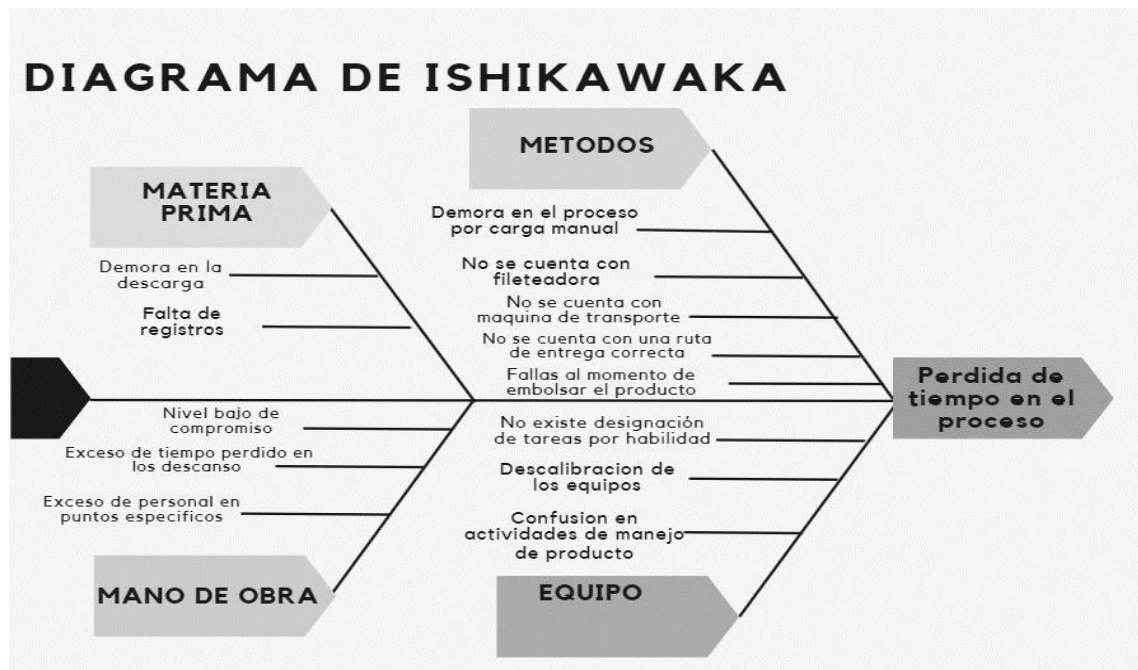 DIAGRAMA DE ISHIKAWAKA
METODOS
MATERIA
PRIMA
Demora en el proceso
por carga manual
No se cuenta con
fileteadora
No se cuenta con
maquina de transporte
No se cuenta con una ruta
de entrega correcta
Fallas al momento de
embolsar el producto
Demora en la
descarga
Falta de
registros
Perdida de
tiempo en el
proceso
Nivel bajo de
compromiso
Exceso de tiempo perdido en
los descanso
Exceso de personal en
puntos especificos
No existe designación
de tareas por habilidad
Descalibracion de
los equipos
Confusion en
actividades de manejo
de producto
MANO DE OBRA
EQUIPO